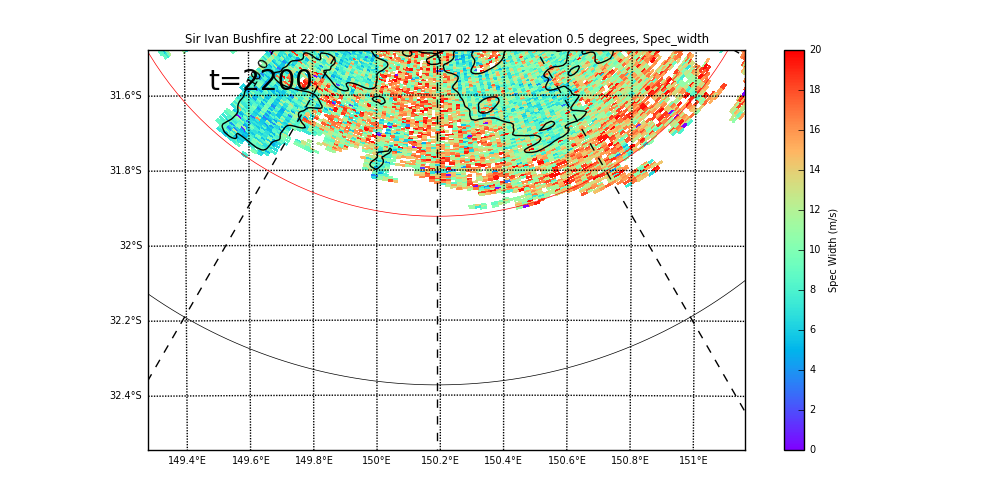 Sir Ivan Bushfire at 22:00 Local Time on 2017 02 12 at elevation 0.5 degrees, Spec_width
t=2200
31.6°S
31.8°S
32°S
32.2°S
32.4°S
149.4°E 149.6°E 149.8°E 150°E 150.2°E 150.4°E 150.6°E 150.8°E 151°E
20
18
16
14
12
10
8
6
4
2
0
Spec Width (m/s)